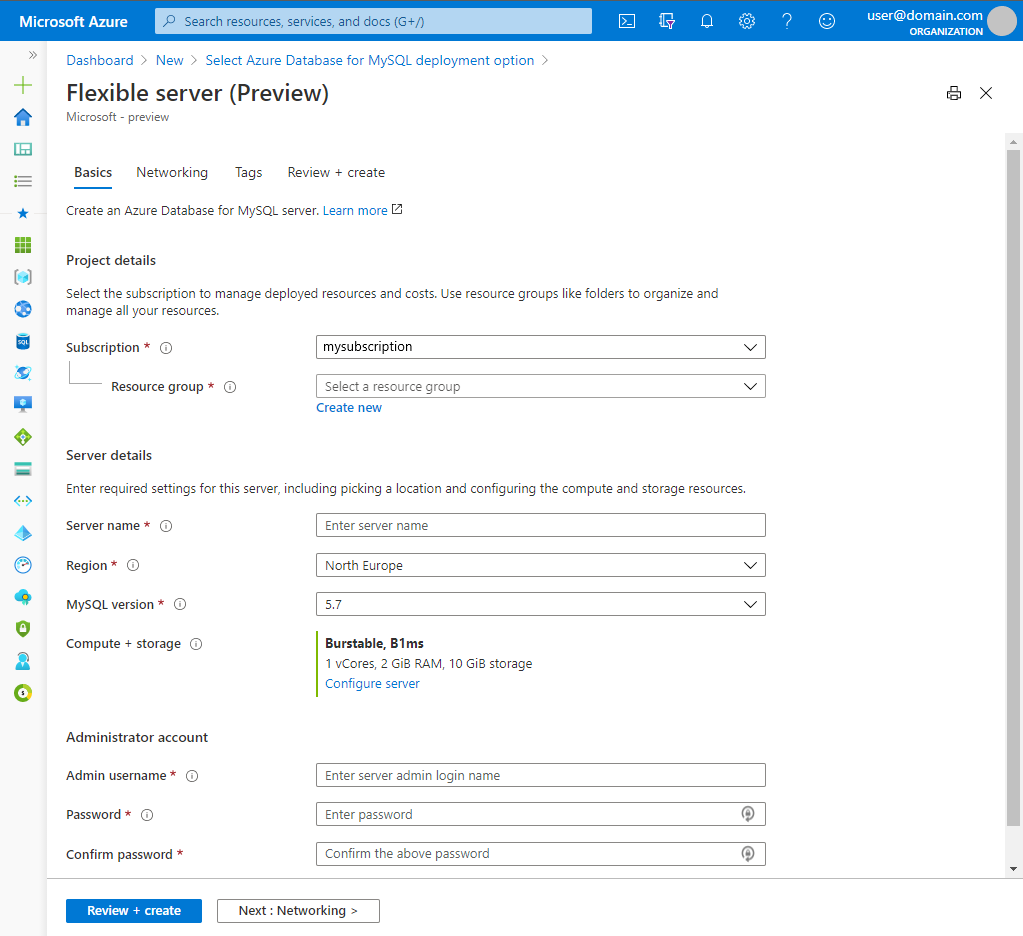 Microsoft Azure
Search resources, services, and docs (G+/)
user@domain.com
ORGANIZATION
Dashboard > New > Select Azure Database for MySQL deployment option >
Flexible server (Preview)
Microsoft - preview
Basics Networking Tags Review + create
Create an Azure Database for MySQL server. Learn more
Project details
Select the subscription to manage deployed resources and costs. Use resource groups like folders to organize and
manage all your resources.
Subscription * mysubscription
Resource group * Select a resource group
Create new
Server details
Enter required settings for this server, including picking a location and configuring the compute and storage resources.
Server name * Enter server name
Region * North Europe
MySQL version * 5.7
Compute + storage Burstable, B1ms
1 vCores, 2 GiB RAM, 10 GiB storage
Configure server
Administrator account
Admin username * Enter server admin login name
Password * Enter password
Confirm password * Confirm the above password
Review + create Next : Networking >